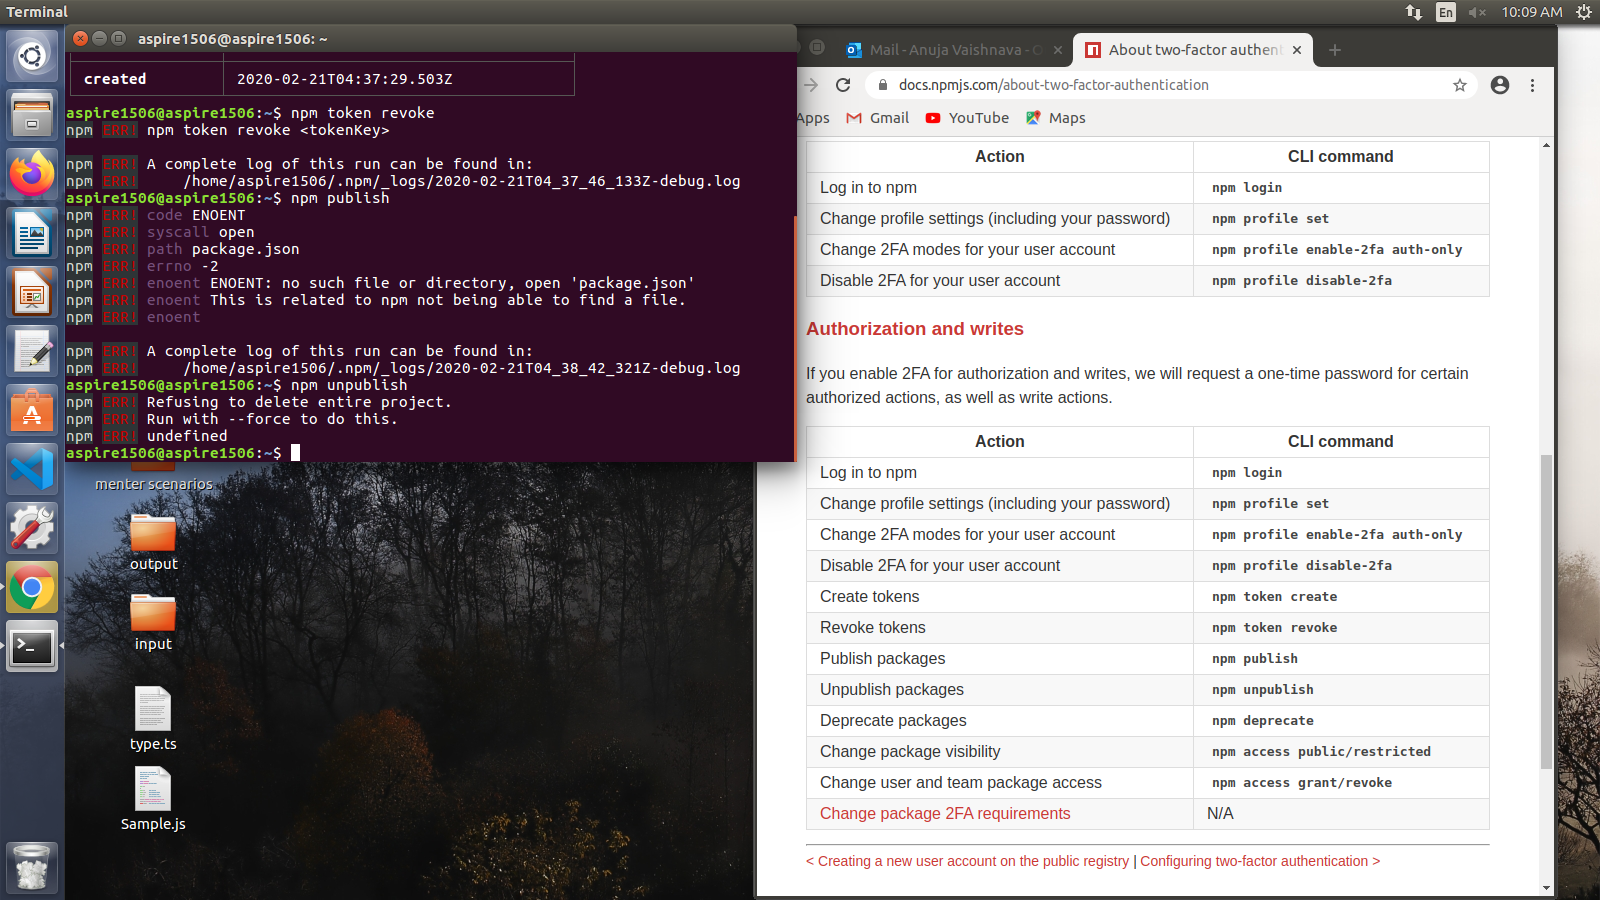 Terminal
En
10:09 AM
aspire1506@aspire1506: ~
created 2020-02-21T04:37:29.503Z
aspire1506@aspire1506:~$ npm token revoke
npm ERR! npm token revoke <tokenKey>
npm ERR! A complete log of this run can be found in:
npm ERR! /home/aspire1506/.npm/_logs/2020-02-21T04_37_46_133Z-debug.log
aspire1506@aspire1506:~$ npm publish
npm ERR! code ENOENT
npm ERR! syscall open
npm ERR! path package.json
npm ERR! errno -2
npm ERR! enoent ENOENT: no such file or directory, open 'package.json'
npm ERR! enoent This is related to npm not being able to find a file.
npm ERR! enoent
npm ERR! A complete log of this run can be found in:
npm ERR! /home/aspire1506/.npm/_logs/2020-02-21T04_38_42_321Z-debug.log
aspire1506@aspire1506:~$ npm unpublish
npm ERR! Refusing to delete entire project.
npm ERR! Run with --force to do this.
npm ERR! undefined
aspire1506@aspire1506:~$
menter scenarios
output
input
type.ts
Sample.js
Mail - Anuja Vaishnava - O
About two-factor authent
docs.npmjs.com/about-two-factor-authentication
Apps Gmail YouTube Maps
Action CLI command
Log in to npm npm login
Change profile settings (including your password) npm profile set
Change 2FA modes for your user account npm profile enable-2fa auth-only
Disable 2FA for your user account npm profile disable-2fa
Authorization and writes
If you enable 2FA for authorization and writes, we will request a one-time password for certain
authorized actions, as well as write actions.
Action CLI command
Log in to npm npm login
Change profile settings (including your password) npm profile set
Change 2FA modes for your user account npm profile enable-2fa auth-only
Disable 2FA for your user account npm profile disable-2fa
Create tokens npm token create
Revoke tokens npm token revoke
Publish packages npm publish
Unpublish packages npm unpublish
Deprecate packages npm deprecate
Change package visibility npm access public/restricted
Change user and team package access npm access grant/revoke
Change package 2FA requirements N/A
< Creating a new user account on the public registry | Configuring two-factor authentication >